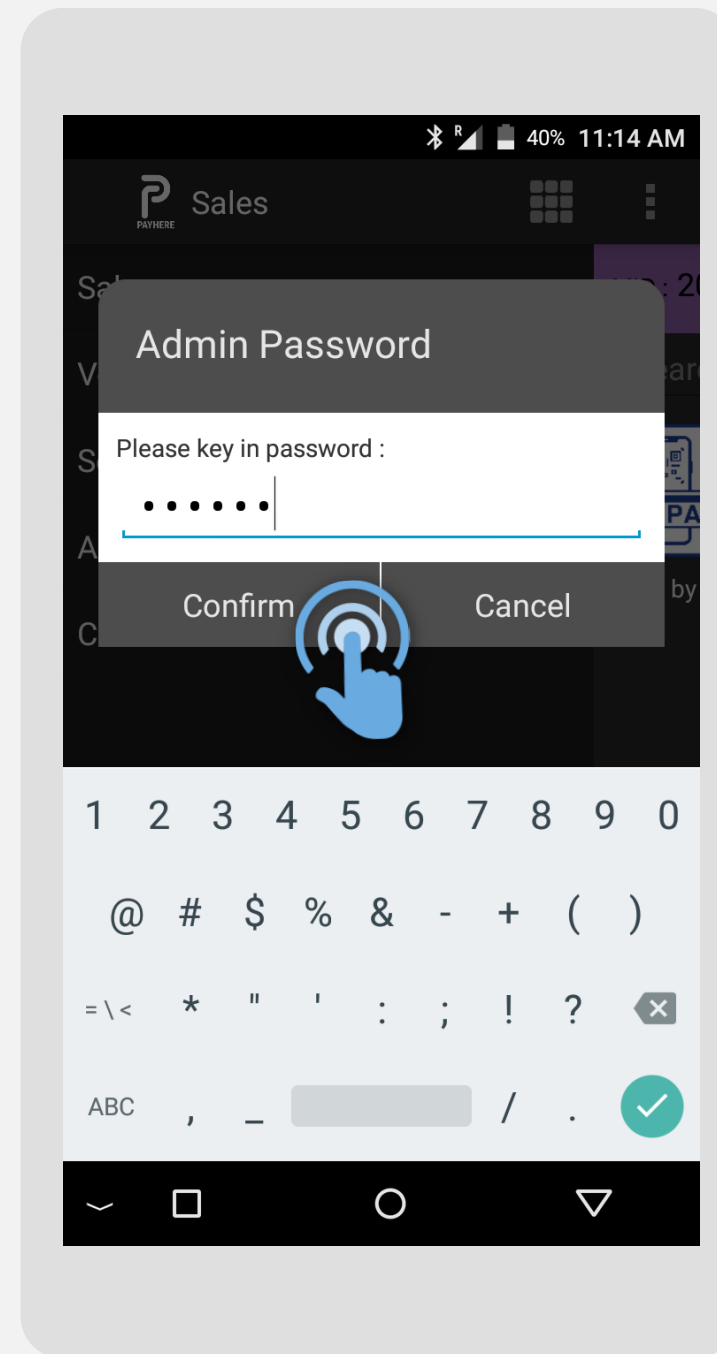 R 40% 11:14 AM
PAYHERE Sales
Admin Password
Please key in password :
••••••
Confirm Cancel
by
1 2 3 4 5 6 7 8 9 0
@ # $ % & - + ( )
= \ < * " ' : ; ! ?
ABC , _ / .